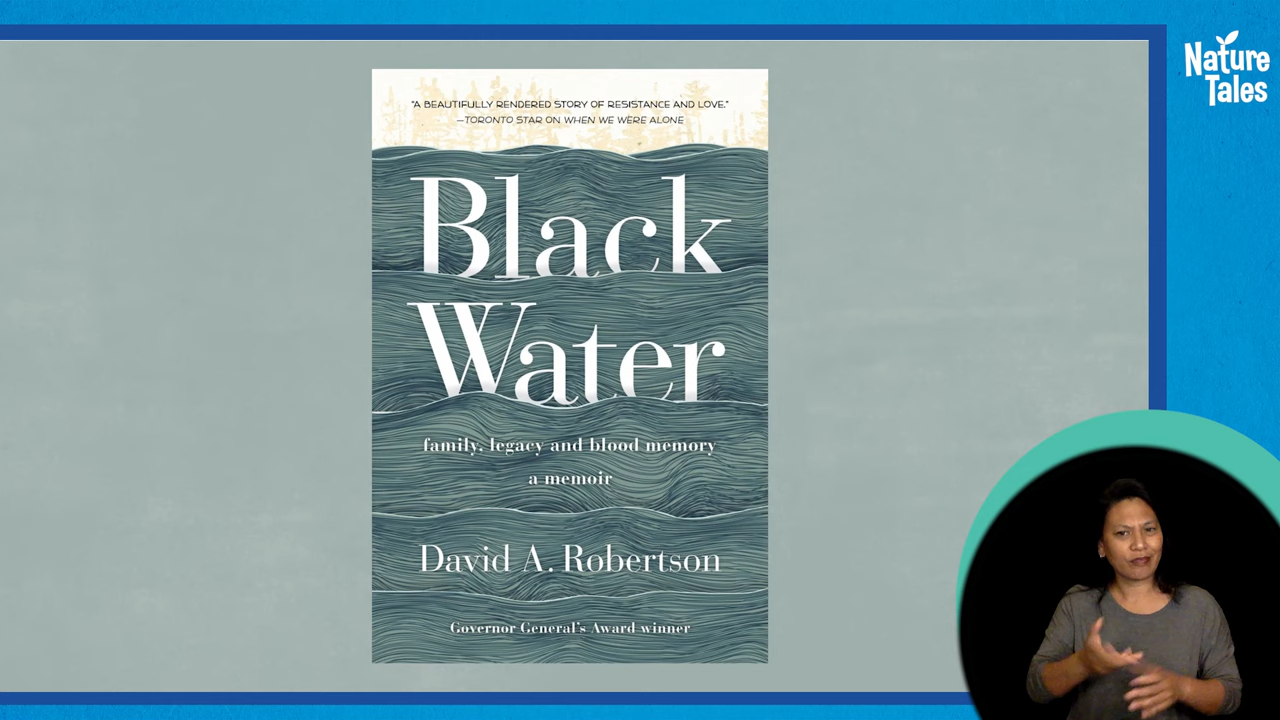 Nature
Tales
"A BEAUTIFULLY RENDERED STORY OF RESISTANCE AND LOVE."
—TORONTO STAR ON WHEN WE WERE ALONE
Black
Water
family, legacy and blood memory
a memoir
David A. Robertson
Governor General's Award winner